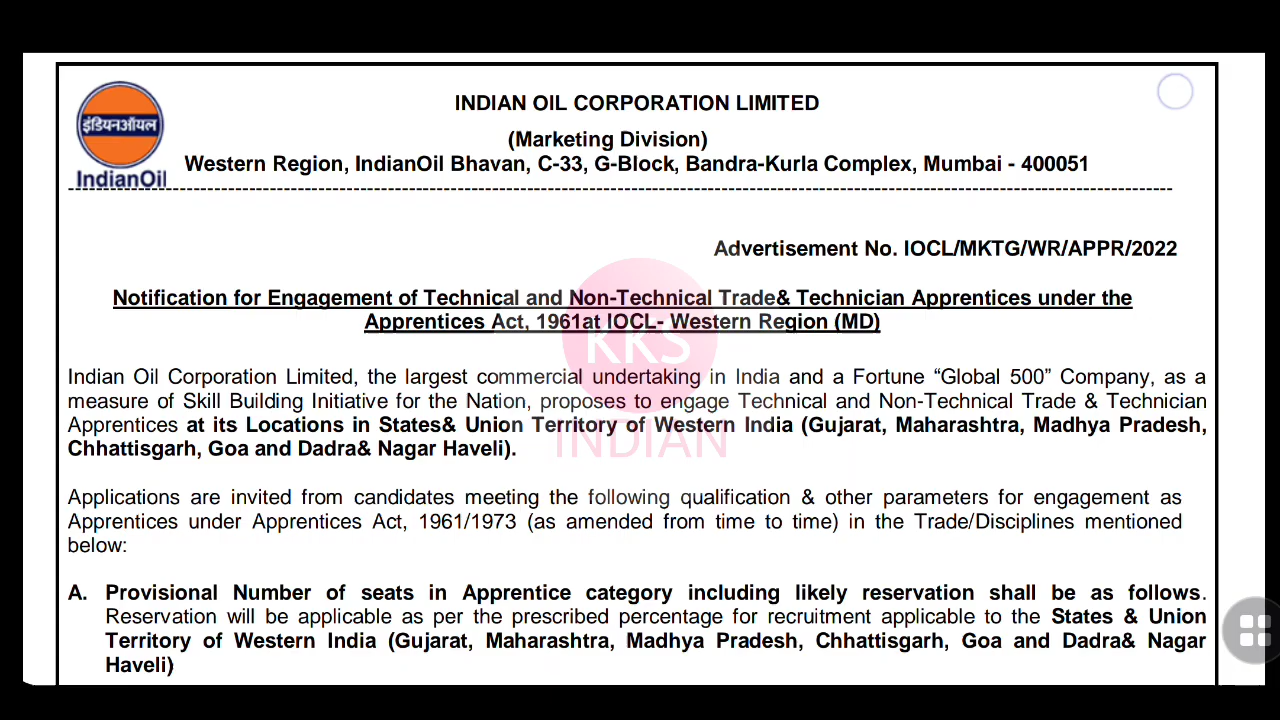 इंडियनऑयल
IndianOil
INDIAN OIL CORPORATION LIMITED
(Marketing Division)
Western Region, IndianOil Bhavan, C-33, G-Block, Bandra-Kurla Complex, Mumbai - 400051
Advertisement No. IOCL/MKTG/WR/APPR/2022
Notification for Engagement of Technical and Non-Technical Trade& Technician Apprentices under the
Apprentices Act, 1961at IOCL- Western Region (MD)
KKS
INDIAN
Indian Oil Corporation Limited, the largest commercial undertaking in India and a Fortune “Global 500” Company, as a
measure of Skill Building Initiative for the Nation, proposes to engage Technical and Non-Technical Trade & Technician
Apprentices at its Locations in States& Union Territory of Western India (Gujarat, Maharashtra, Madhya Pradesh,
Chhattisgarh, Goa and Dadra& Nagar Haveli).
Applications are invited from candidates meeting the following qualification & other parameters for engagement as
Apprentices under Apprentices Act, 1961/1973 (as amended from time to time) in the Trade/Disciplines mentioned
below:
A. Provisional Number of seats in Apprentice category including likely reservation shall be as follows.
Reservation will be applicable as per the prescribed percentage for recruitment applicable to the States & Union
Territory of Western India (Gujarat, Maharashtra, Madhya Pradesh, Chhattisgarh, Goa and Dadra& Nagar
Haveli)